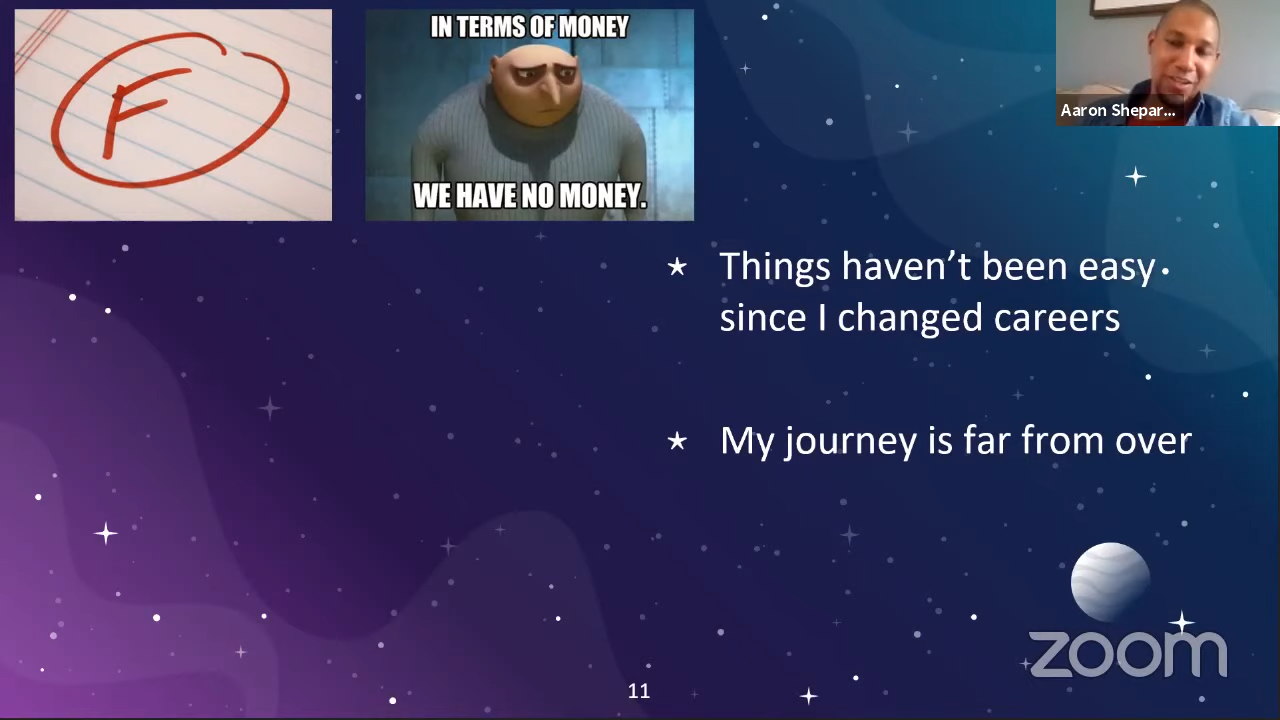 F
IN TERMS OF MONEY
WE HAVE NO MONEY.
Aaron Shepar...
★ Things haven’t been easy
since I changed careers
★ My journey is far from over
zoom
11